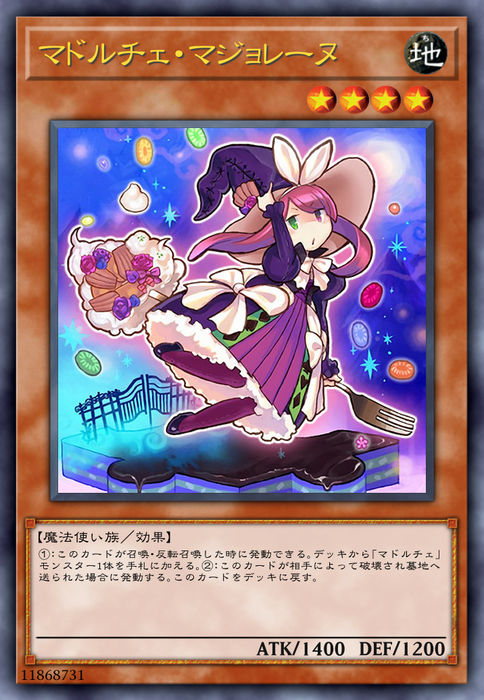 マドルチェ・マジョレーヌ
ち
地
【魔法使い族／効果】
①:このカードが召喚・反転召喚した時に発動できる。デッキから「マドルチェ」
モンスター1体を手札に加える。②:このカードが相手によって破壊され墓地へ
送られた場合に発動する。このカードをデッキに戻す。
ATK/1400 DEF/1200
11868731